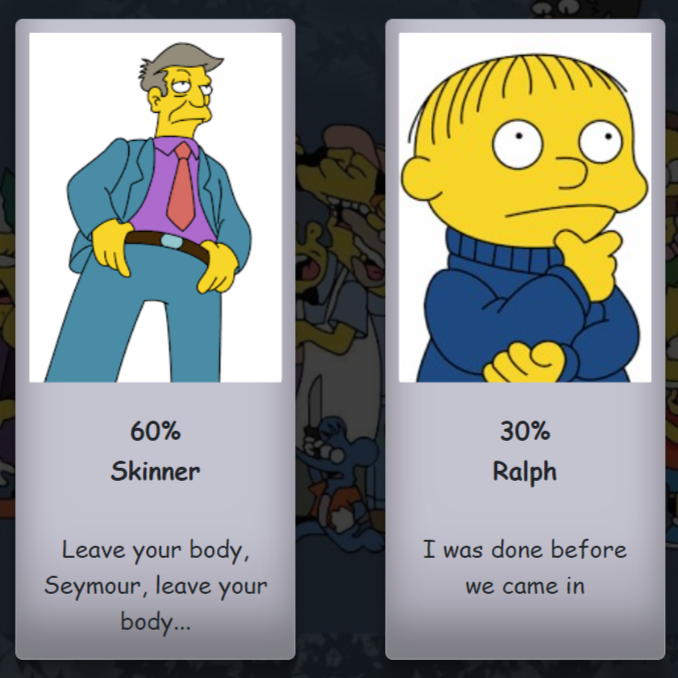 60%
Skinner
Leave your body,
Seymour, leave your
body...
30%
Ralph
I was done before
we came in